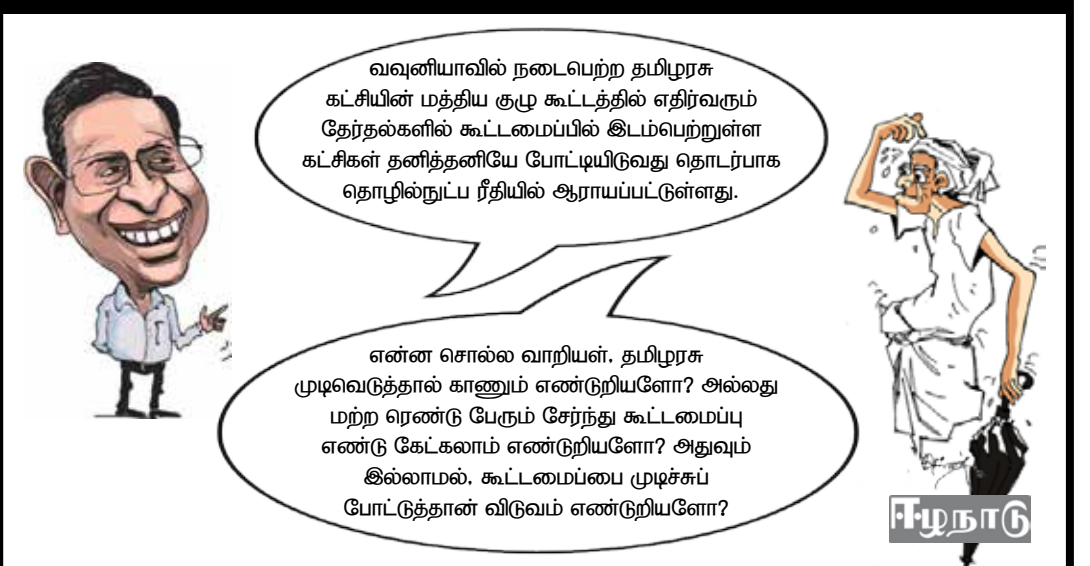 வவுனியாவில் நடைபெற்ற தமிழரசு
கட்சியின் மத்திய குழு கூட்டத்தில் எதிர்வரும்
தேர்தல்களில் கூட்டமைப்பில் இடம்பெற்றுள்ள
கட்சிகள் தனித்தனியே போட்டியிடுவது தொடர்பாக
தொழில்நுட்ப ரீதியில் ஆராயப்பட்டுள்ளது.
என்ன சொல்ல வாறியள், தமிழரசு
முடிவெடுத்தால் காணும் எண்டுறியளோ? அல்லது
மற்ற ரெண்டு பேரும் சேர்ந்து கூட்டமைப்பு
எண்டு கேட்கலாம் எண்டுறியளோ? அதுவும்
இல்லாமல், கூட்டமைப்பை முடிச்சுப்
போட்டுத்தான் விடுவம் எண்டுறியளோ?
ஈழநாடு